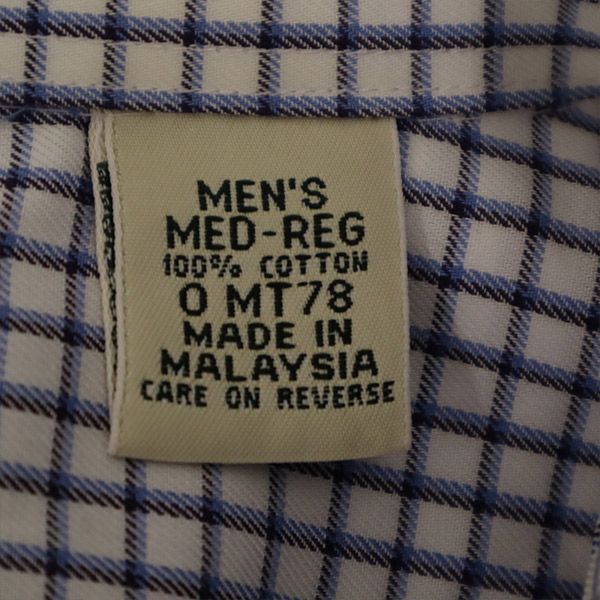 MEN'S
MED-REG
100% COTTON
0 MT78
MADE IN
MALAYSIA
CARE ON REVERSE